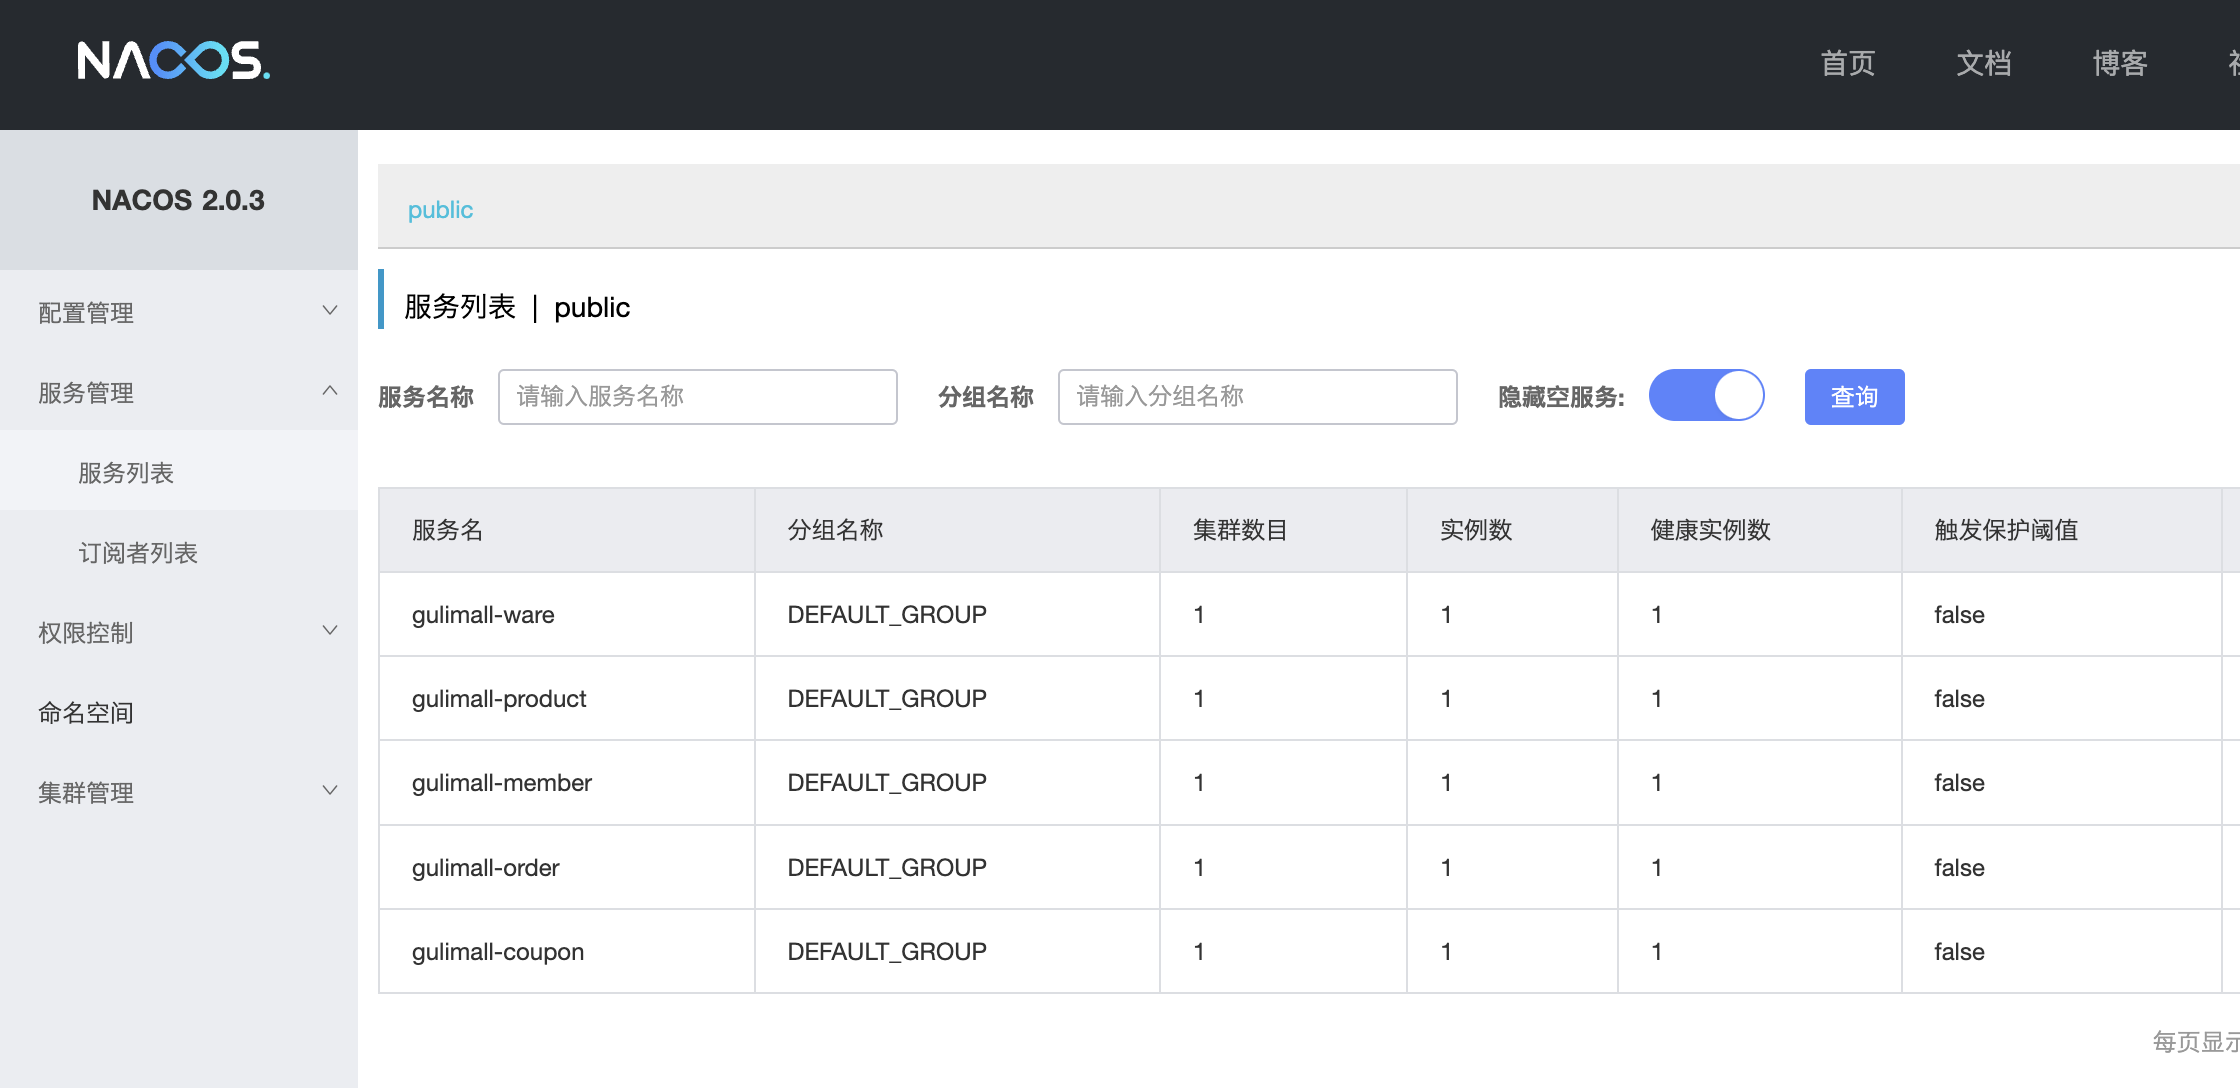 NACOS.
首页 文档 博客
NACOS 2.0.3
public
配置管理
服务列表 | public
服务管理
服务名称 请输入服务名称 分组名称 请输入分组名称 隐藏空服务: 查询
服务列表
订阅者列表
权限控制
命名空间
集群管理
服务名 分组名称 集群数目 实例数 健康实例数 触发保护阈值
gulimall-ware DEFAULT_GROUP 1 1 1 false
gulimall-product DEFAULT_GROUP 1 1 1 false
gulimall-member DEFAULT_GROUP 1 1 1 false
gulimall-order DEFAULT_GROUP 1 1 1 false
gulimall-coupon DEFAULT_GROUP 1 1 1 false
每页显示